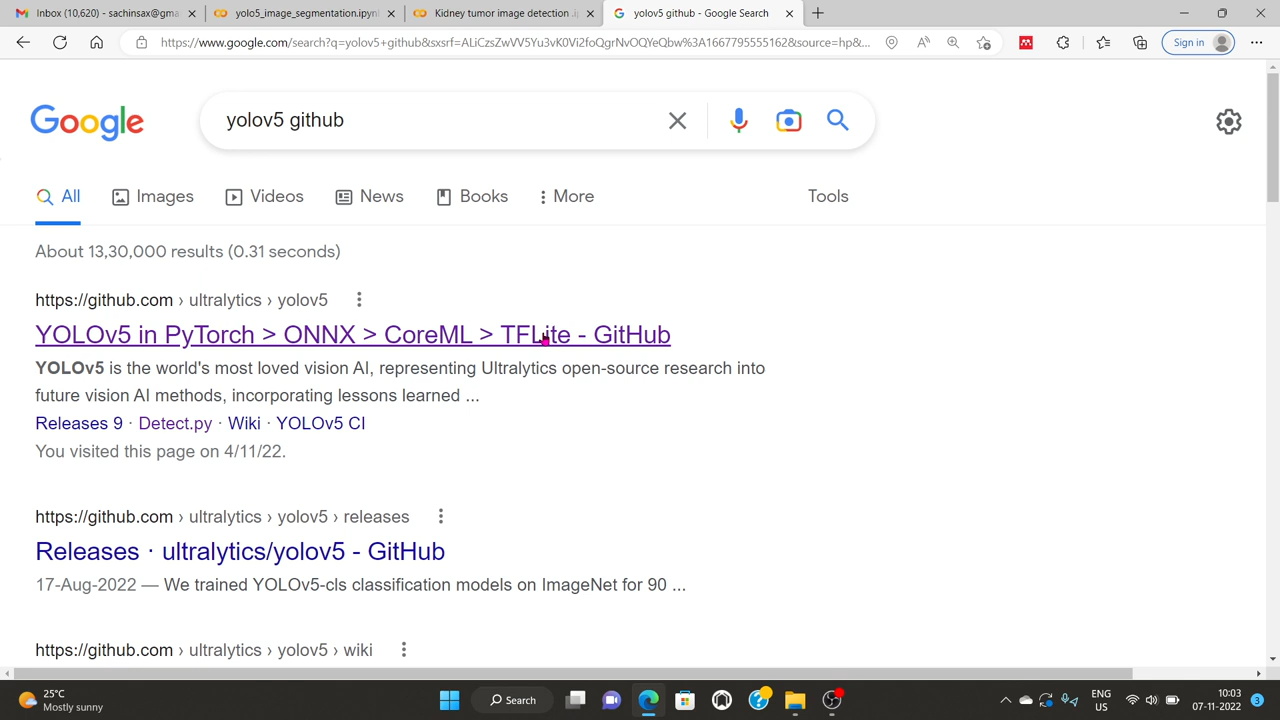 Inbox (10,620) - sachinsax@gma
yolo5_image_segmentation.ipynb
Kidney tumor image detection .ip
yolov5 github - Google Search
https://www.google.com/search?q=yolov5+github&sxsrf=ALiCzsZwVV5Yu3vK0Vi2foQgrNvOQYeQbw%3A1667795555162&source=hp&...
Sign in
Google
yolov5 github
All
Images
Videos
News
Books
More
Tools
About 13,30,000 results (0.31 seconds)
https://github.com › ultralytics › yolov5
YOLOv5 in PyTorch > ONNX > CoreML > TFLite - GitHub
YOLOv5 is the world's most loved vision AI, representing Ultralytics open-source research into
future vision AI methods, incorporating lessons learned ...
Releases 9 · Detect.py · Wiki · YOLOv5 CI
You visited this page on 4/11/22.
https://github.com › ultralytics › yolov5 › releases
Releases · ultralytics/yolov5 - GitHub
17-Aug-2022 — We trained YOLOv5-cls classification models on ImageNet for 90 ...
https://github.com › ultralytics › yolov5 › wiki
25°C
Mostly sunny
Search
ENG
US
10:03
07-11-2022
3